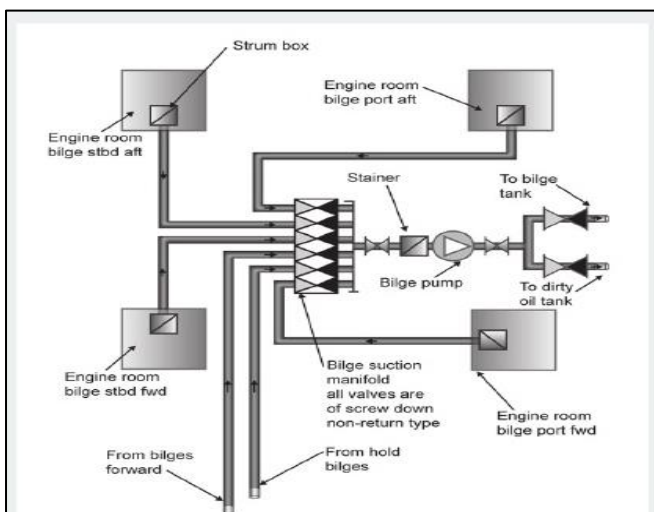 Strum box
Engine room
bilge stbd aft
Engine room
bilge port aft
Stainer
To bilge
tank
Bilge pump
To dirty
oil tank
Engine room
bilge stbd fwd
Bilge suction
manifold
all valves are
of screw down
non-return type
Engine room
bilge port fwd
From bilges
forward
From hold
bilges